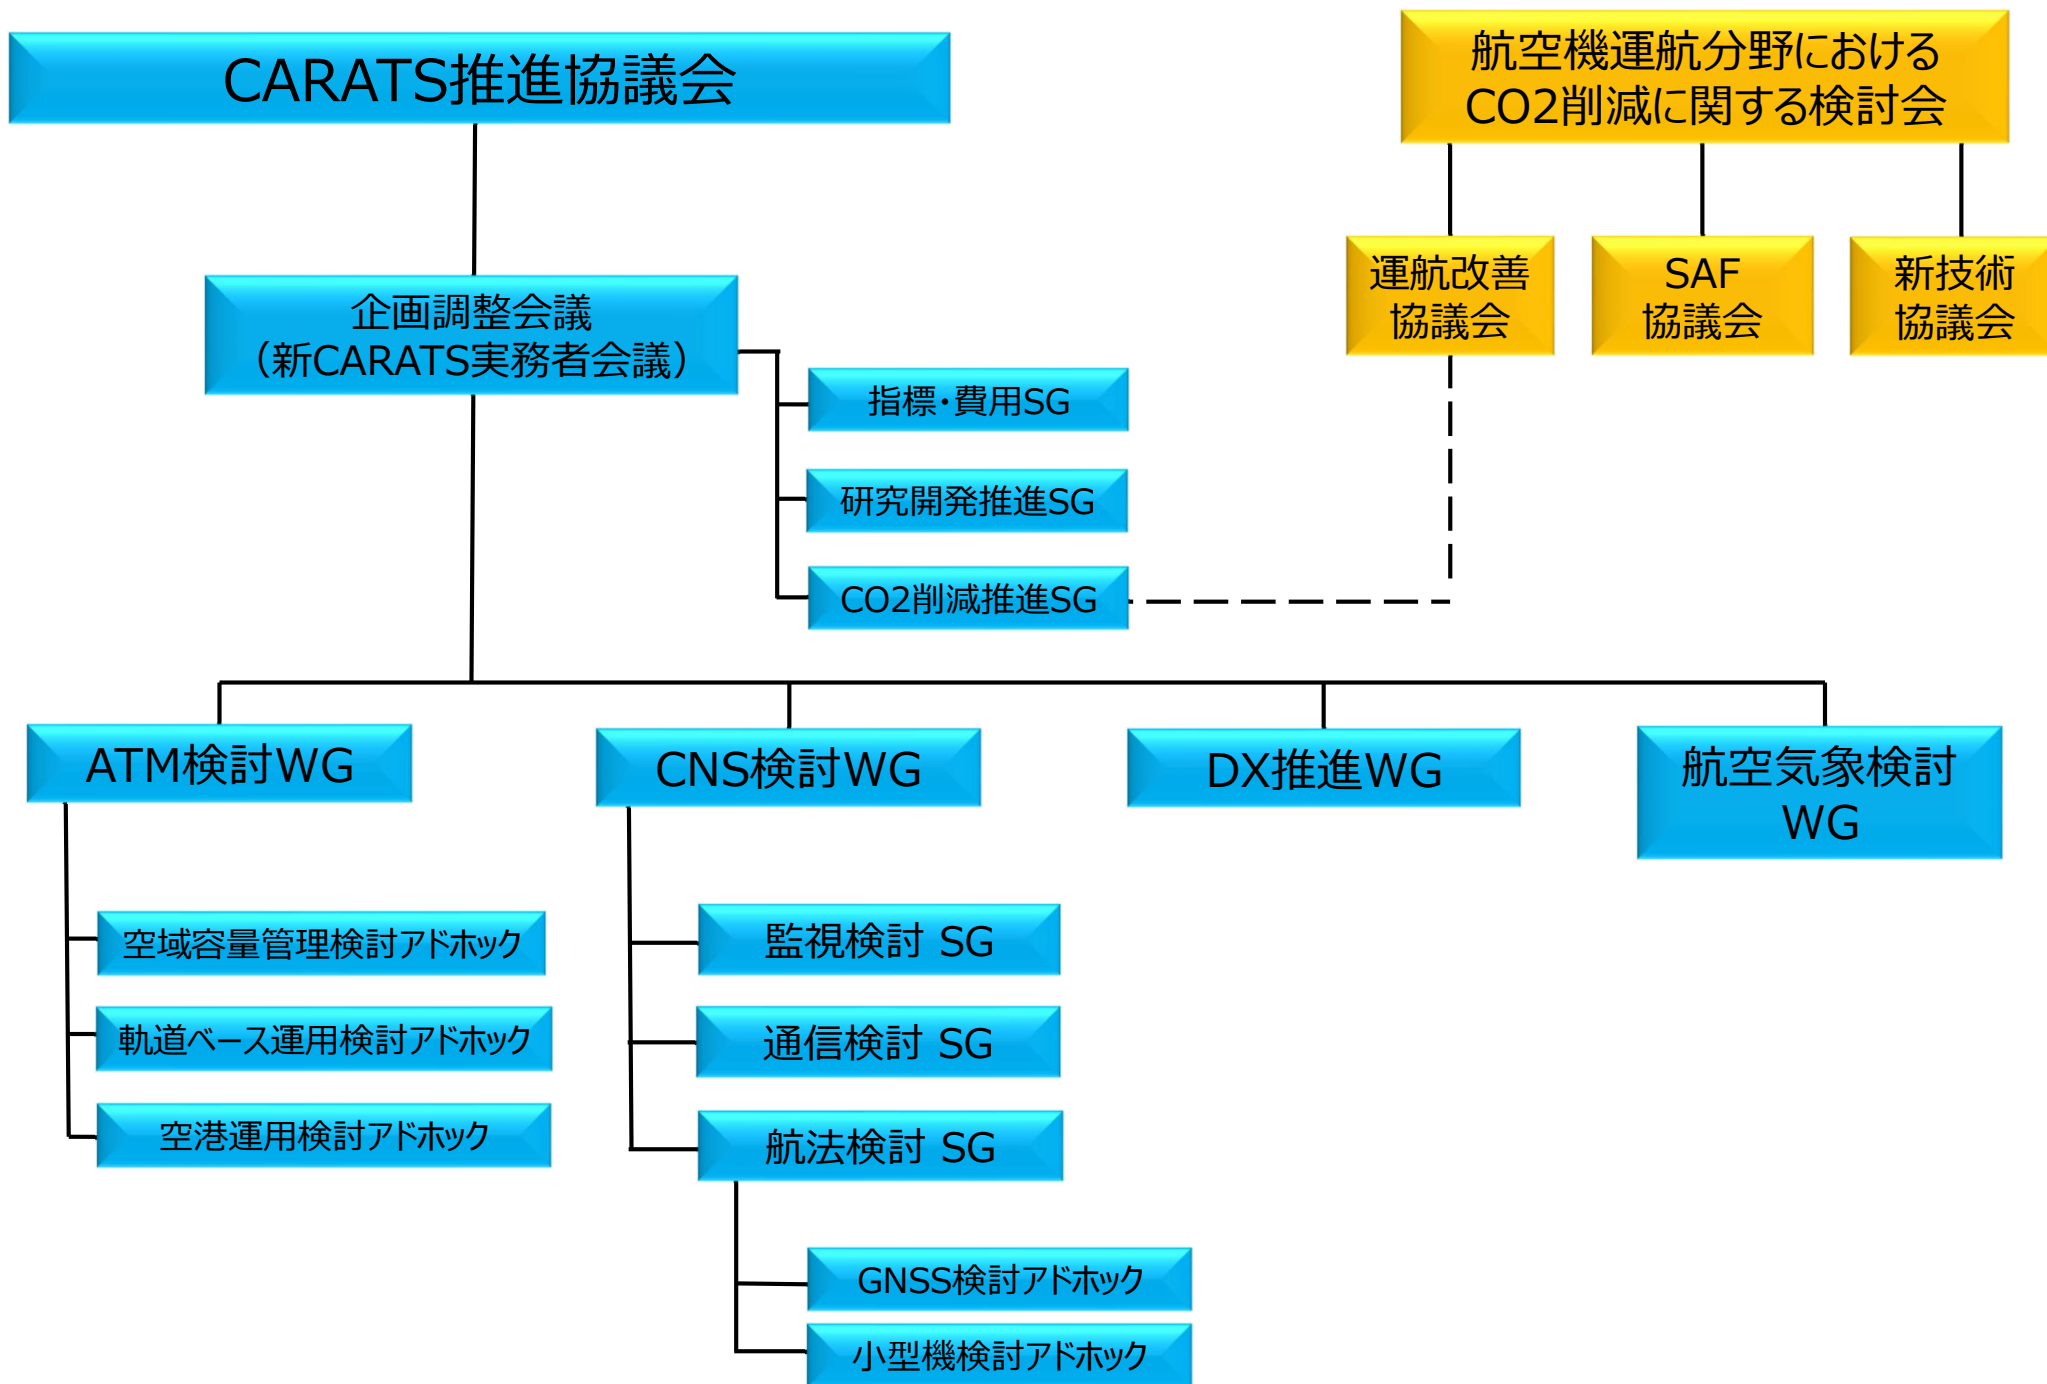 CARATS推進協議会
航空機運航分野における
CO2削減に関する検討会
運航改善
協議会
SAF
協議会
新技術
協議会
企画調整会議
（新CARATS実務者会議）
指標・費用SG
研究開発推進SG
CO2削減推進SG
ATM検討WG
CNS検討WG
DX推進WG
航空気象検討
WG
空域容量管理検討アドホック
軌道ベース運用検討アドホック
空港運用検討アドホック
監視検討 SG
通信検討 SG
航法検討 SG
GNSS検討アドホック
小型機検討アドホック